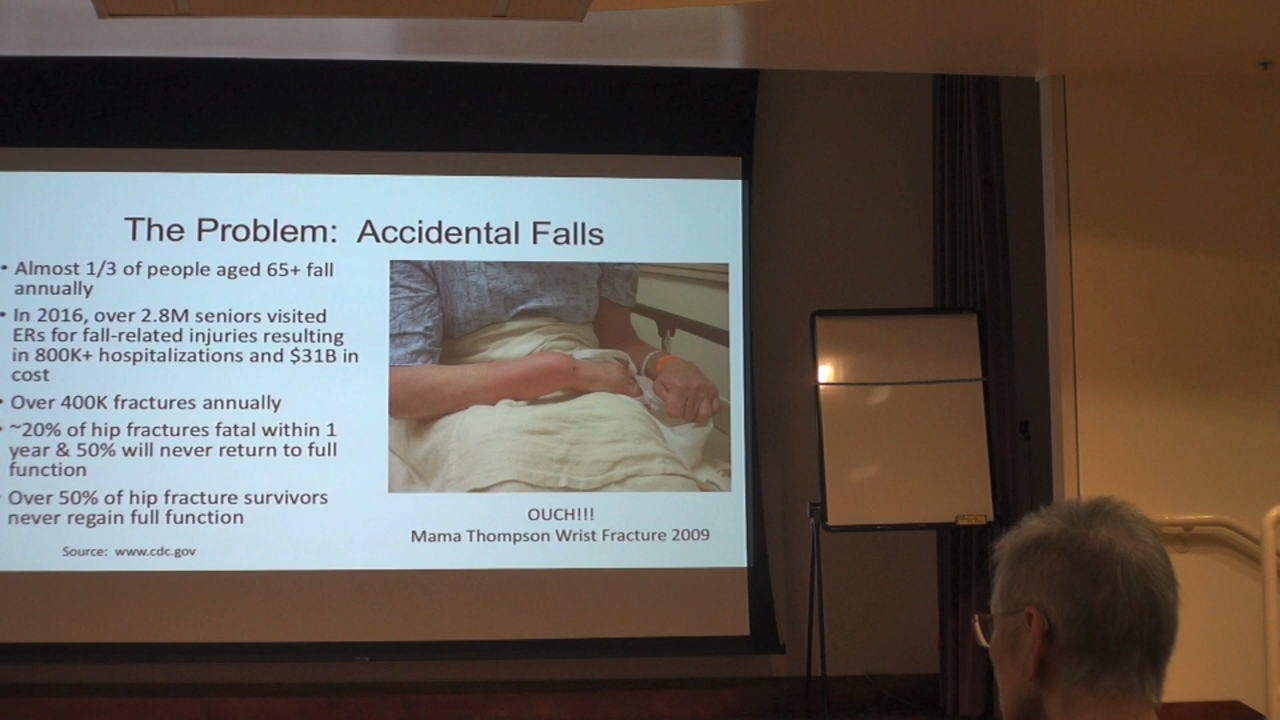 The Problem:  Accidental Falls
• Almost 1/3 of people aged 65+ fall
annually
• In 2016, over 2.8M seniors visited
ERs for fall-related injuries resulting
in 800K+ hospitalizations and $31B in
cost
• Over 400K fractures annually
• ~20% of hip fractures fatal within 1
year & 50% will never return to full
function
Over 50% of hip fracture survivors
never regain full function
Source:  www.cdc.gov
OUCH!!!
Mama Thompson Wrist Fracture 2009